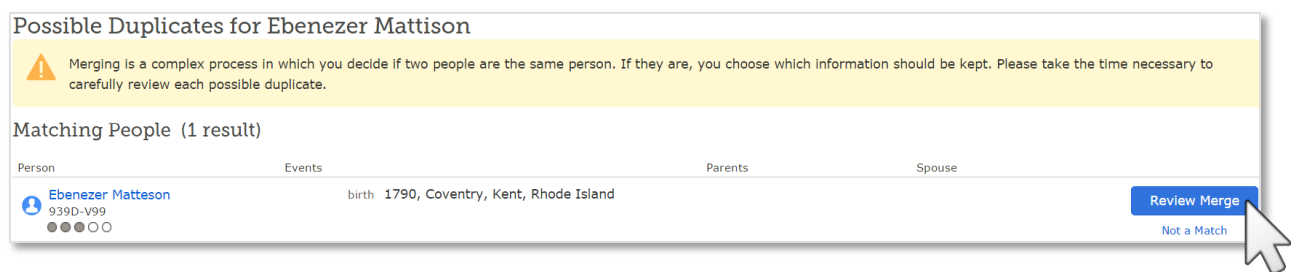 Possible Duplicates for Ebenezer Mattison
Merging is a complex process in which you decide if two people are the same person. If they are, you choose which information should be kept. Please take the time necessary to
carefully review each possible duplicate.
Matching People (1 result)
Person Events Parents Spouse
Ebenezer Matteson birth 1790, Coventry, Kent, Rhode Island Review Merge
939D-V99
Not a Match